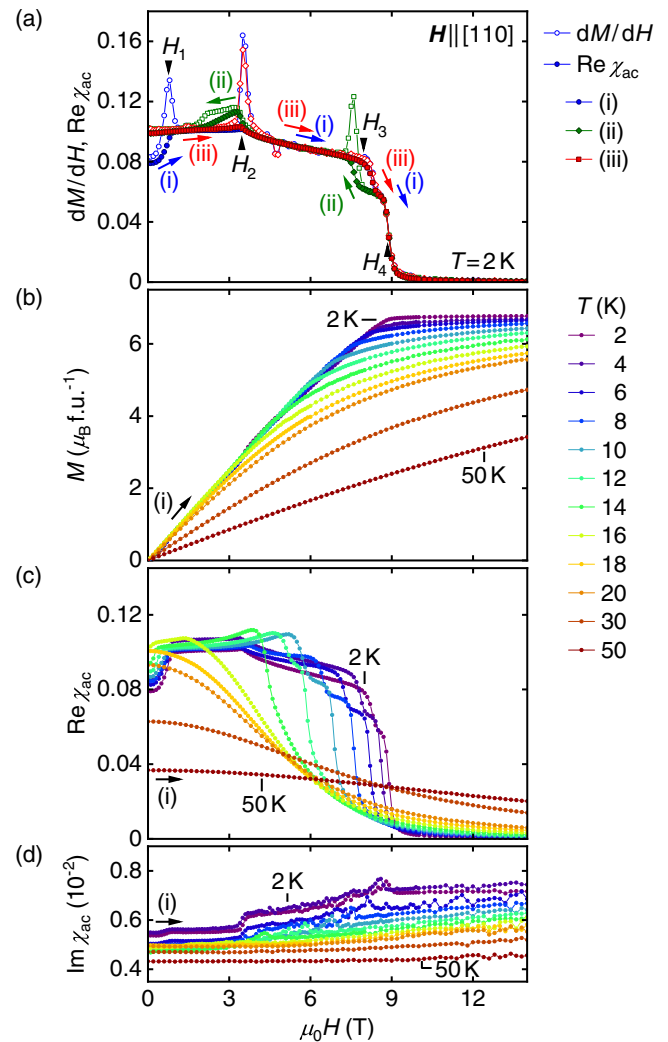 (a)
dM/dH, Re χac
0.16
0.12
0.08
0.04
0
H1
H2
H3
H4
H||[110]
(ii)
(iii)
(i)
(iii)
(i)
(iii)
(i)
(ii)
T=2 K
dM/dH
Re χac
(i)
(ii)
(iii)
(b)
M (μB f.u.-1)
6
4
2
0
2 K
(i)
50 K
T (K)
2
4
6
8
10
12
14
16
18
20
30
50
(c)
Re χac
0.12
0.08
0.04
0
2 K
(i)
50 K
(d)
Im χac (10-2)
0.8
0.6
0.4
(i)
2 K
50 K
0 3 6 9 12
μ0H (T)